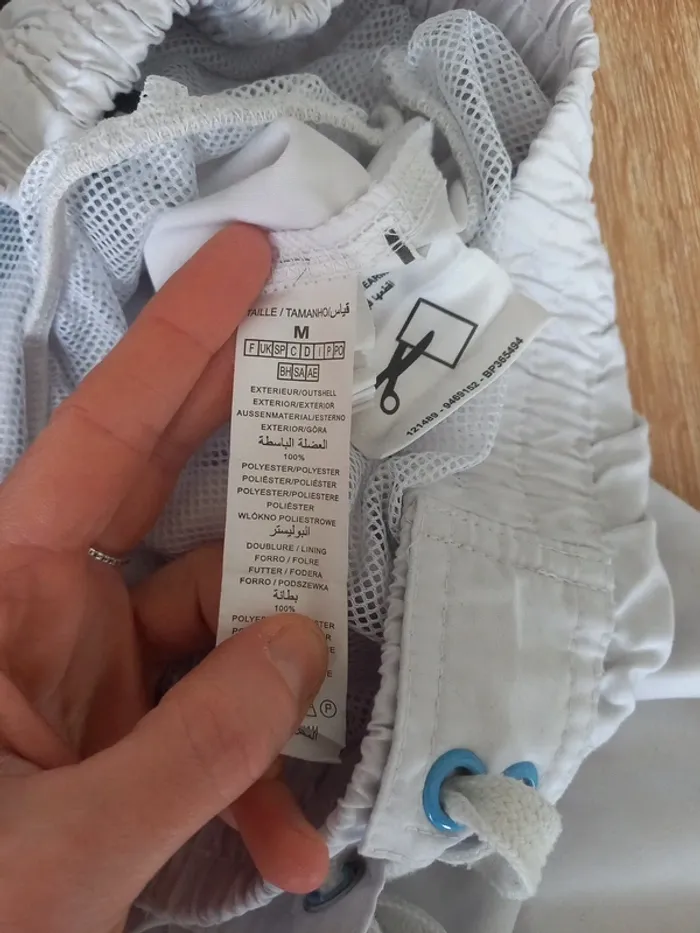 TAILLE / TAMANHO/قياس
M
F UK SP C D I P PO
BH SA AE
EXTERIEUR/OUTSHELL
EXTERIOR/EXTERIOR
AUSSENMATERIAL/ESTERNO
EXTERIOR/GÓRA
العضلة الباسطة
100%
POLYESTER/POLYESTER
POLIÉSTER/POLIÉSTER
POLYESTER/POLIESTERE
POLIÉSTER
WLÓKNO POLIESTROWE
البوليستر
DOUBLURE / LINING
FORRO / FOLRE
FUTTER / FODERA
FORRO / PODSZEWKA
بطانة
100%
P
121489 - 9469152 - BP365494